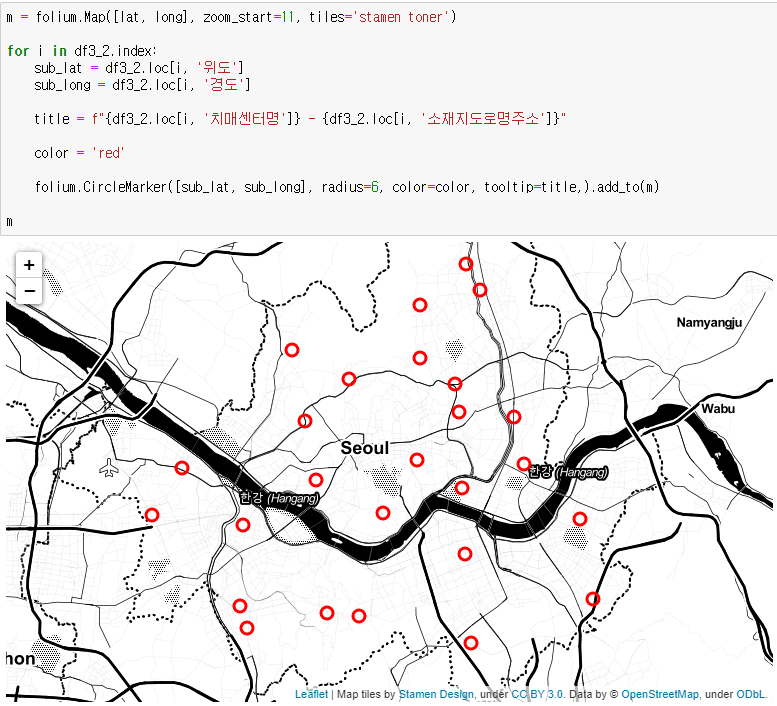 m = folium.Map([lat, long], zoom_start=11, tiles='stamen toner')
for i in df3_2.index:
sub_lat = df3_2.loc[i, '위도']
sub_long = df3_2.loc[i, '경도']
title = f"{df3_2.loc[i, '치매센터명']} - {df3_2.loc[i, '소재지도로명주소']}"
color = 'red'
folium.CircleMarker([sub_lat, sub_long], radius=6, color=color, tooltip=title,).add_to(m)
m
+
−
Namyangju
Wabu
Seoul
한강 (Hangang)
한강 (Hangang)
hon
Leaflet | Map tiles by Stamen Design, under CC BY 3.0. Data by © OpenStreetMap, under ODbL.